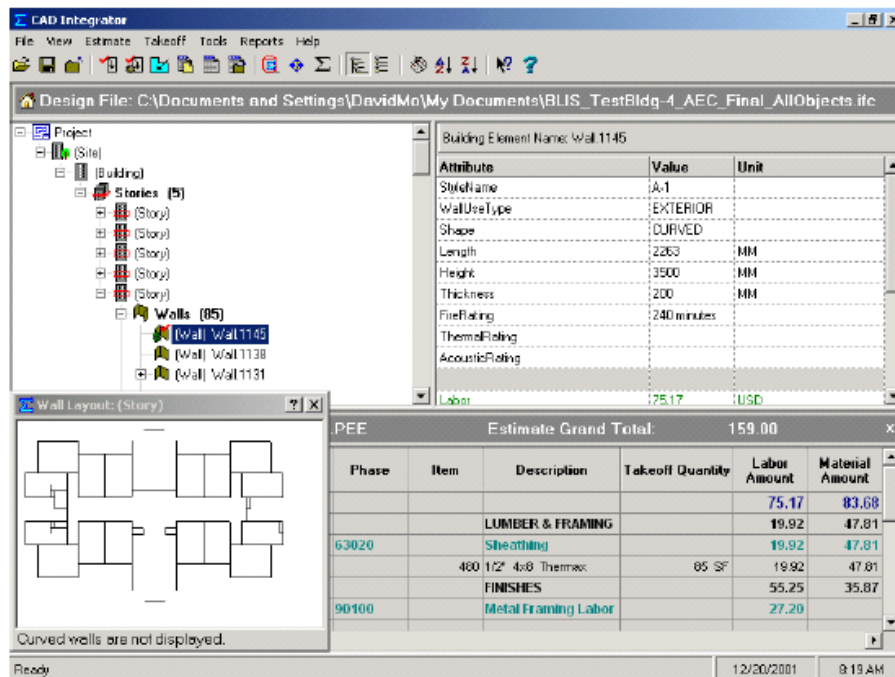 CAD Integrator
File View Estimate Takeoff Tools Reports Help
Design File: C:\Documents and Settings\DavidMo\My Documents\BLIS_TestBldg-4_AEC_Final_AllObjects.ifc
Project
(Site)
(Building)
Stories (5)
(Story)
(Story)
(Story)
(Story)
(Story)
Walls (85)
(Wall) Wall.1145
(Wall) Wall.1138
(Wall) Wall.1131
Building Element Name: Wall.1145
Attribute Value Unit
StyleName A-1
WallUseType EXTERIOR
Shape CURVED
Length 2263 MM
Height 3500 MM
Thickness 200 MM
FireRating 240 minutes
ThermalRating
AcousticRating
Labor 75.17 USD
Wall Layout: (Story)
Curved walls are not displayed.
.PEE Estimate Grand Total: 159.00
Phase Item Description Takeoff Quantity Labor Amount Material Amount
75.17 83.68
LUMBER & FRAMING 19.92 47.81
63020 Sheathing 19.92 47.81
480 1/2" 4x8 Thermax 85 SF 19.92 47.81
FINISHES 55.25 35.87
90100 Metal Framing Labor 27.20
Ready 12/20/2001 8:19 AM